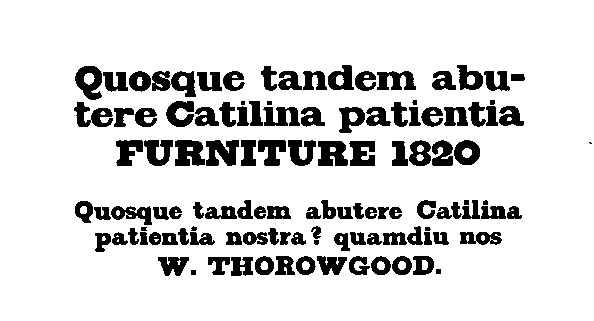 Quosque tandem abu-
tere Catilina patientia
FURNITURE 1820
Quosque tandem abutere Catilina
patientia nostra? quamdiu nos
W. THOROWGOOD.